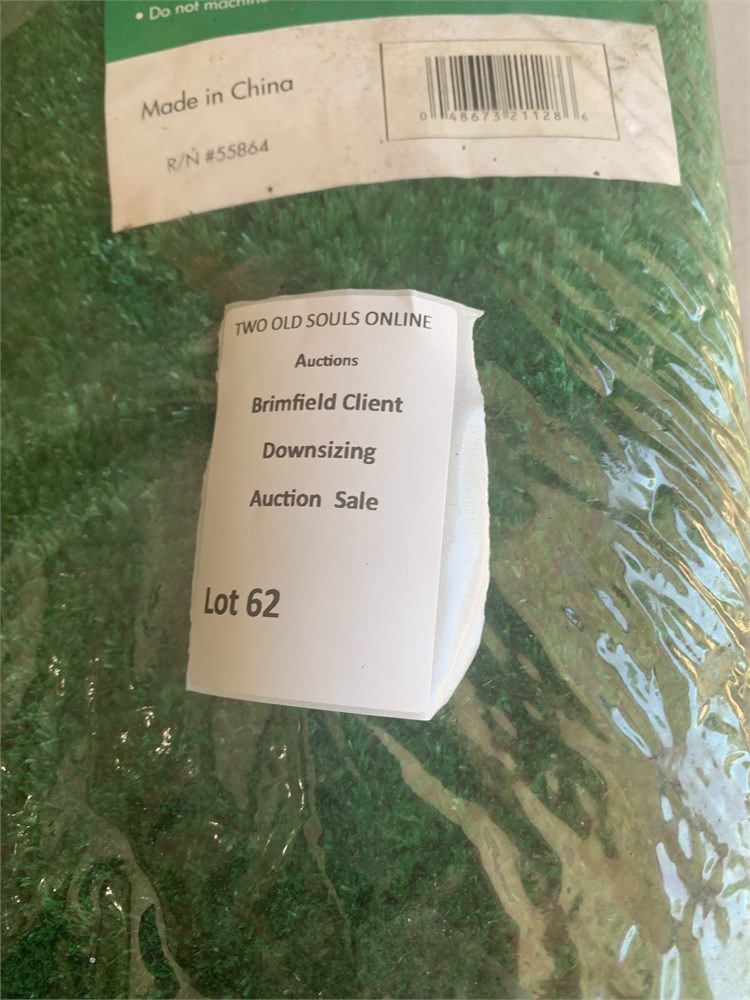 • Do not machine
Made in China
R/N #55864
0 48673 21128 6
TWO OLD SOULS ONLINE
Auctions
Brimfield Client
Downsizing
Auction Sale
Lot 62